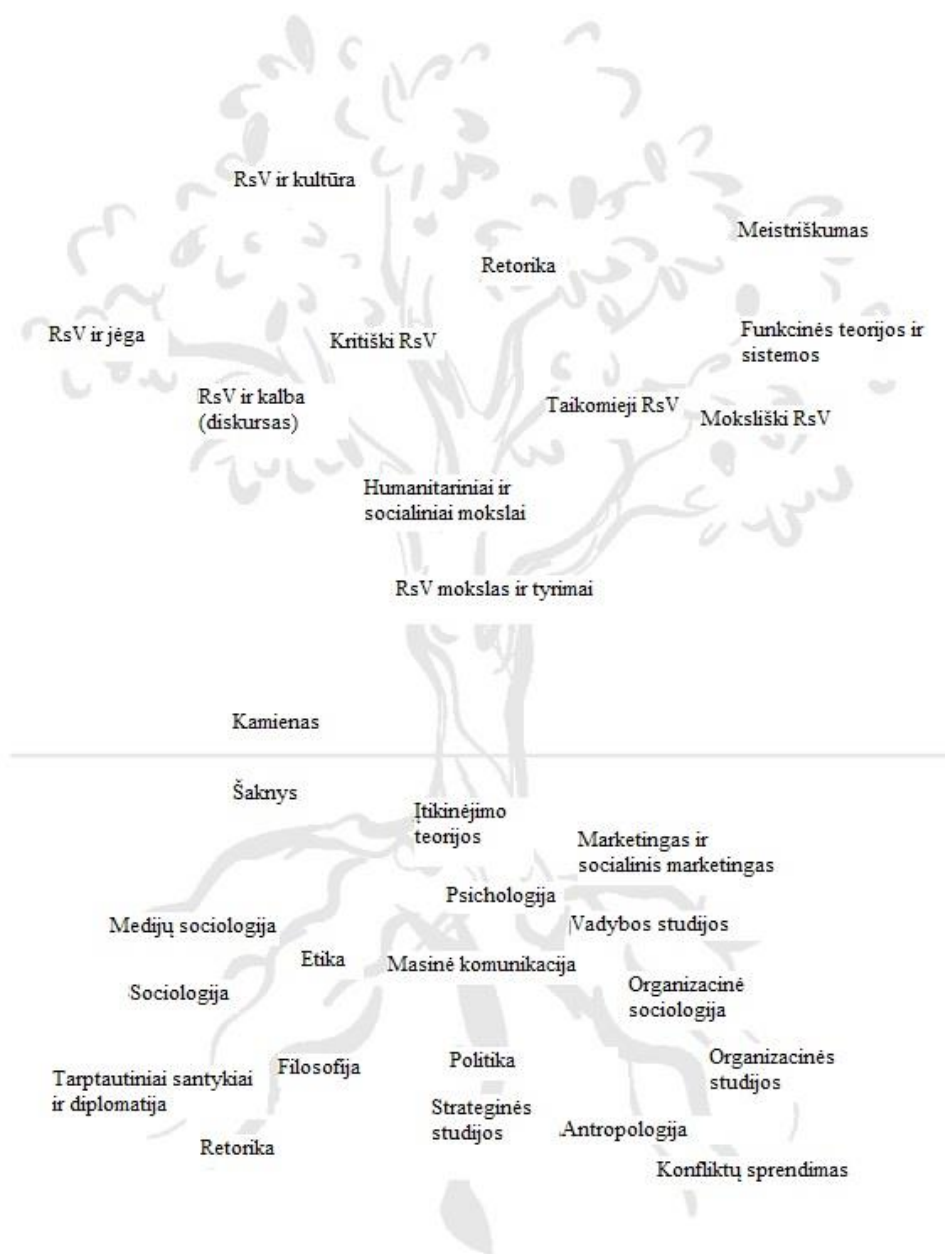 RsV ir kultūra
Meistriškumas
Retorika
RsV ir jėga
Kritiški RsV
Funkcinės teorijos ir
sistemos
RsV ir kalba
(diskursas)
Taikomieji RsV
Moksliški RsV
Humanitariniai ir
socialiniai mokslai
RsV mokslas ir tyrimai
Kamienas
Šaknys
Įtikinėjimo
teorijos
Marketingas ir
socialinis marketingas
Psichologija
Medijų sociologija
Vadybos studijos
Etika
Masinė komunikacija
Sociologija
Organizacinė
sociologija
Filosofija
Politika
Organizacinės
studijos
Tarptautiniai santykiai
ir diplomatija
Strateginės
studijos
Antropologija
Retorika
Konfliktų sprendimas